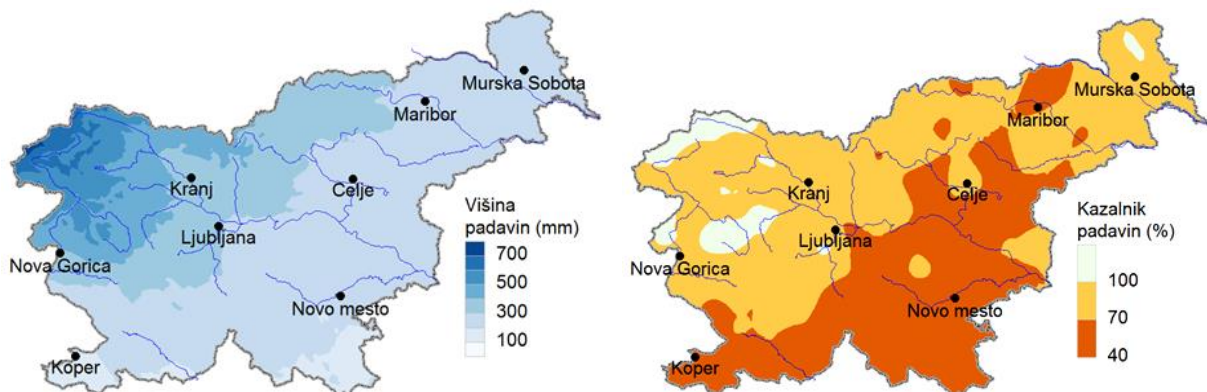 Murska Sobota
Maribor
Kranj
Celje
Ljubljana
Nova Gorica
Novo mesto
Koper
Višina
padavin (mm)
700
500
300
100
Murska Sobota
Maribor
Kranj
Celje
Ljubljana
Nova Gorica
Novo mesto
Koper
Kazalnik
padavin (%)
100
70
40